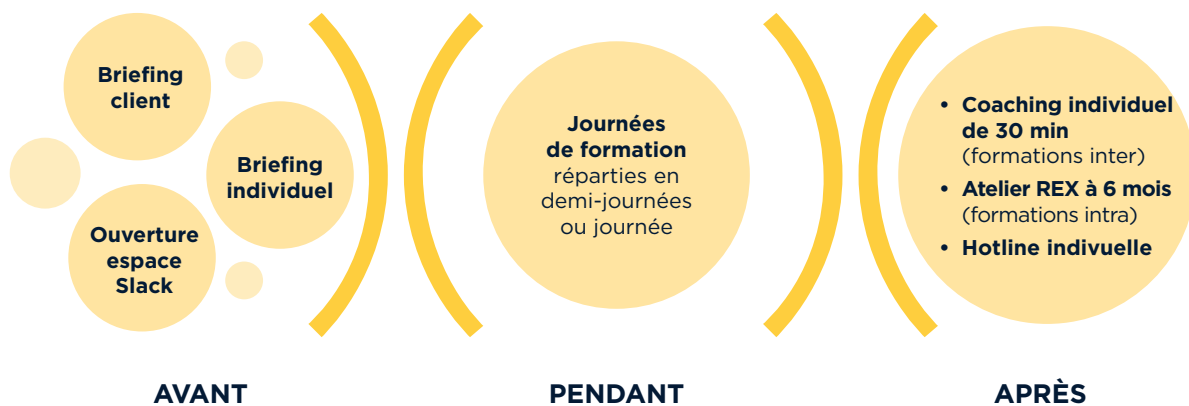 Briefing
client
Briefing
individuel
Ouverture
espace
Slack
Journées
de formation
réparties en
demi-journées
ou journée
• Coaching individuel
de 30 min
(formations inter)
• Atelier REX à 6 mois
(formations intra)
• Hotline indivuelle
AVANT
PENDANT
APRÈS